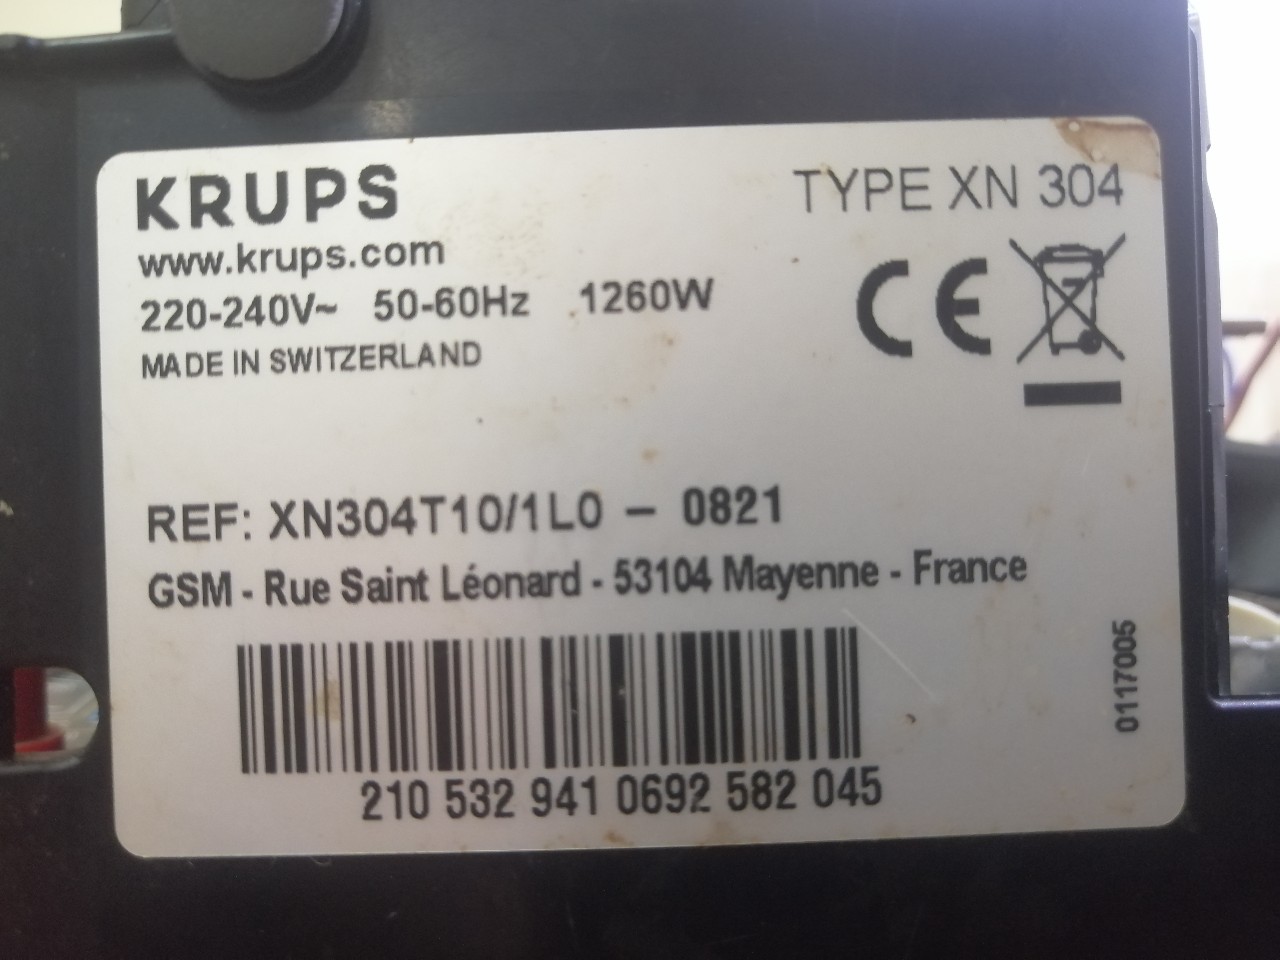 KRUPS
TYPE XN 304
www.krups.com
220-240V~ 50-60Hz 1260W
CE
MADE IN SWITZERLAND
REF: XN304T10/1L0 – 0821
GSM - Rue Saint Léonard - 53104 Mayenne - France
0117005
210 532 941 0692 582 045